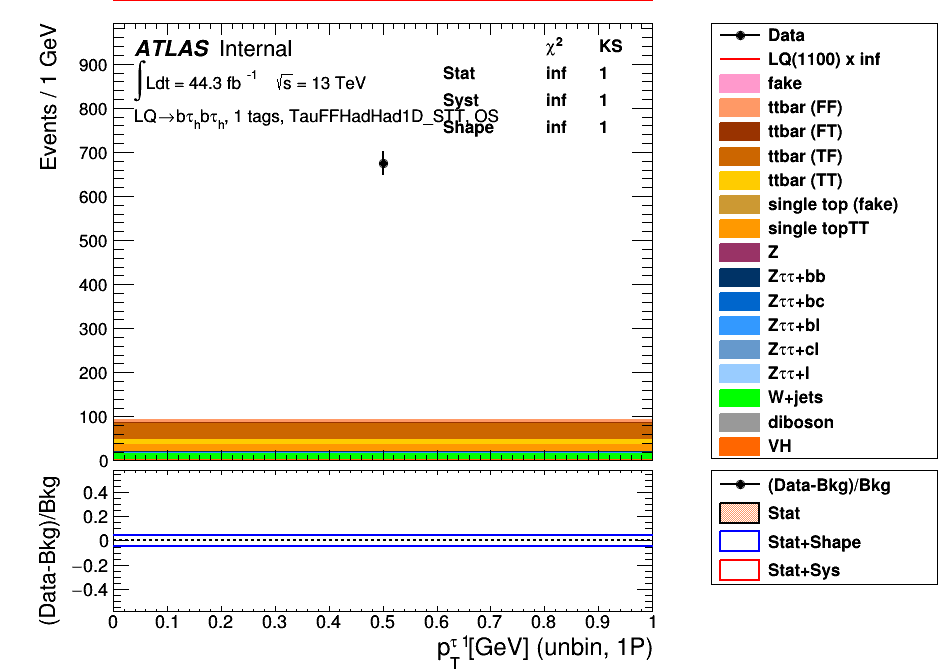 ATLAS Internal
∫Ldt = 44.3 fb⁻¹ √s = 13 TeV
LQ→bτₕbτₕ, 1 tags, TauFFHadHad1D_STT, OS
χ² KS
Stat inf 1
Syst inf 1
Shape inf 1
Events / 1 GeV
900
800
700
600
500
400
300
200
100
0
Data
LQ(1100) x inf
fake
ttbar (FF)
ttbar (FT)
ttbar (TF)
ttbar (TT)
single top (fake)
single topTT
Z
Zττ+bb
Zττ+bc
Zττ+bl
Zττ+cl
Zττ+l
W+jets
diboson
VH
(Data-Bkg)/Bkg
0.4
0.2
0
−0.2
−0.4
0 0.1 0.2 0.3 0.4 0.5 0.6 0.7 0.8 0.9 1
p_T^τ1[GeV] (unbin, 1P)
(Data-Bkg)/Bkg
Stat
Stat+Shape
Stat+Sys